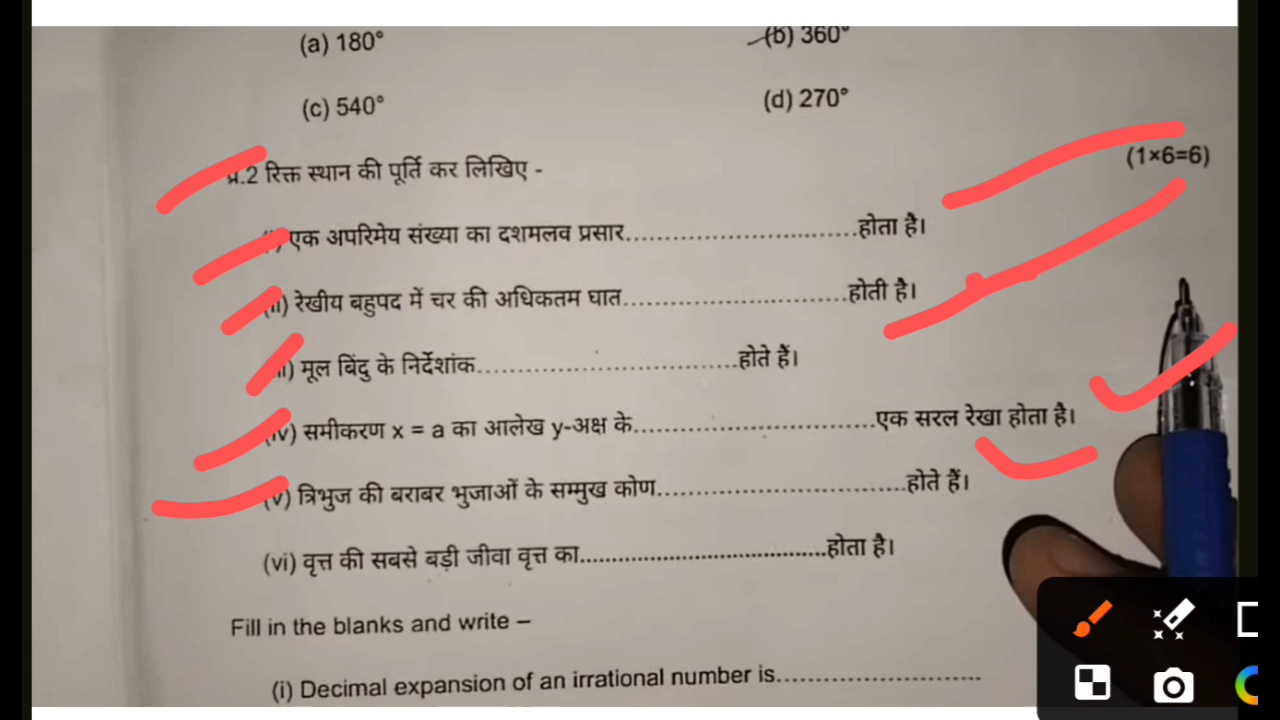 (a) 180° (b) 360°
(c) 540° (d) 270°
प्र.2 रिक्त स्थान की पूर्ति कर लिखिए - (1×6=6)
एक अपरिमेय संख्या का दशमलव प्रसार..............................होता है।
(ii) रेखीय बहुपद में चर की अधिकतम घात..............................होती है।
मूल बिंदु के निर्देशांक..................................होते हैं।
(iv) समीकरण x = a का आलेख y-अक्ष के...............................एक सरल रेखा होता है।
(v) त्रिभुज की बराबर भुजाओं के सम्मुख कोण................................होते हैं।
(vi) वृत्त की सबसे बड़ी जीवा वृत्त का................................होता है।
Fill in the blanks and write –
(i) Decimal expansion of an irrational number is..........................